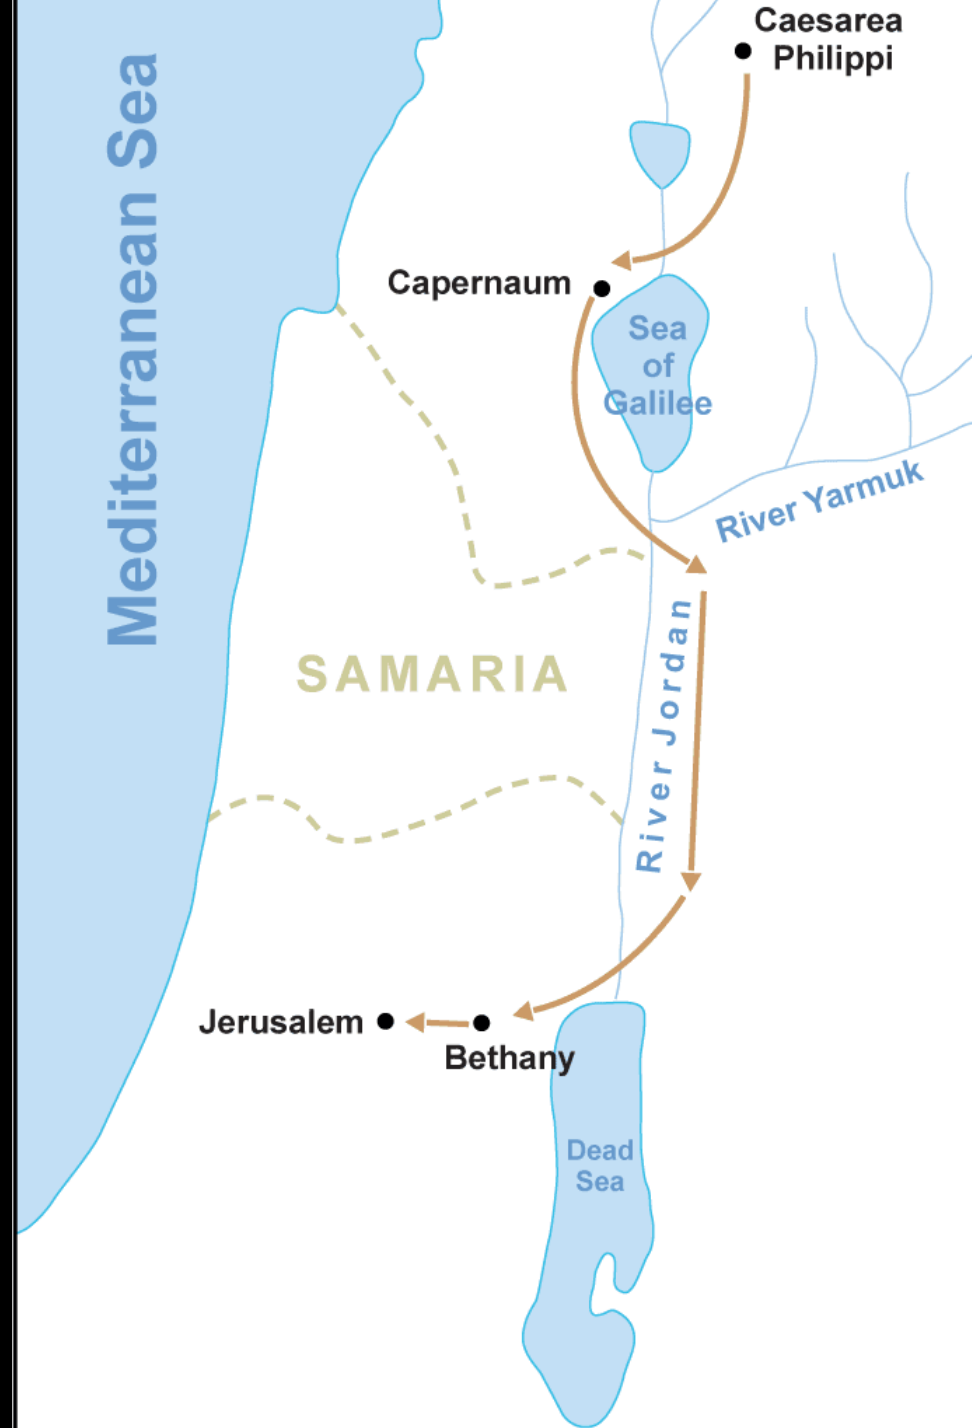 Caesarea
Philippi
Mediterranean Sea
Capernaum
Sea
of
Galilee
River Yarmuk
River Jordan
SAMARIA
Jerusalem
Bethany
Dead
Sea